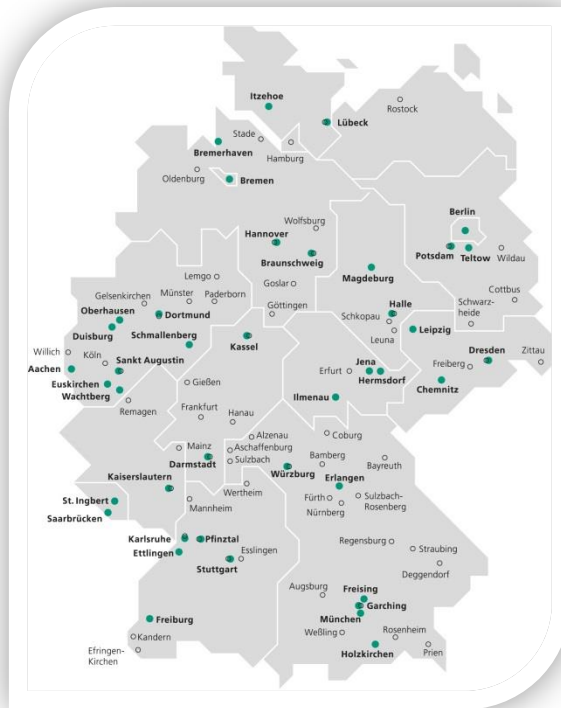 Itzehoe
Rostock
Lübeck
Stade
Bremerhaven
Hamburg
Oldenburg
Bremen
Berlin
Wolfsburg
Hannover
Potsdam
Teltow
Wildau
Braunschweig
Magdeburg
Lemgo
Goslar
Cottbus
Gelsenkirchen
Münster
Paderborn
Göttingen
Halle
Schwarz-
heide
Oberhausen
Dortmund
Schkopau
Leipzig
Duisburg
Leuna
Schmallenberg
Kassel
Willich
Köln
Sankt Augustin
Jena
Dresden
Zittau
Aachen
Erfurt
Freiberg
Hermsdorf
Chemnitz
Euskirchen
Gießen
Wachtberg
Ilmenau
Remagen
Frankfurt
Hanau
Alzenau
Coburg
Mainz
Aschaffenburg
Bamberg
Sulzbach
Bayreuth
Darmstadt
Würzburg
Kaiserslautern
Erlangen
Wertheim
St. Ingbert
Fürth
Sulzbach-
Rosenberg
Mannheim
Nürnberg
Saarbrücken
Karlsruhe
Pfinztal
Regensburg
Ettlingen
Straubing
Esslingen
Stuttgart
Deggendorf
Augsburg
Freising
Garching
Freiburg
München
Weßling
Rosenheim
Kandern
Efringen-
Kirchen
Holzkirchen
Prien